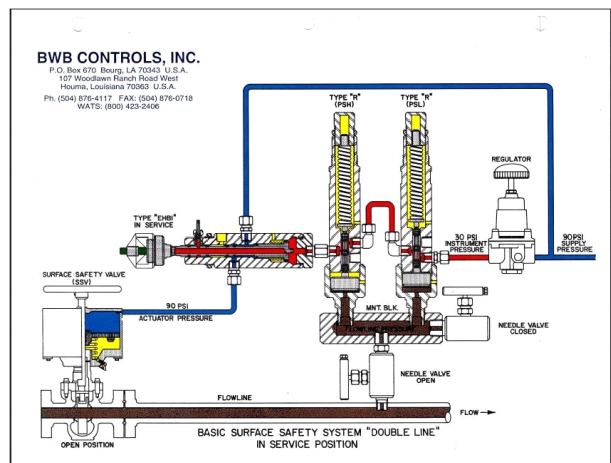 BWB CONTROLS, INC.
P.O. Box 670 Bourg, LA 70343 U.S.A.
107 Woodlawn Ranch Road West
Houma, Louisiana 70363 U.S.A.
Ph. (504) 876-4117 FAX: (504) 876-0718
WATS: (800) 423-2406
TYPE "R"
(PSH)
TYPE "R"
(PSL)
REGULATOR
TYPE "EHBI"
IN SERVICE
30 PSI
INSTRUMENT
PRESSURE
90PSI
SUPPLY
PRESSURE
SURFACE SAFETY VALVE
(SSV)
90 PSI
ACTUATOR PRESSURE
MNT. BLK.
FLOWLINE PRESSURE
NEEDLE VALVE
CLOSED
NEEDLE VALVE
OPEN
FLOWLINE
FLOW
OPEN POSITION
BASIC SURFACE SAFETY SYSTEM "DOUBLE LINE"
IN SERVICE POSITION